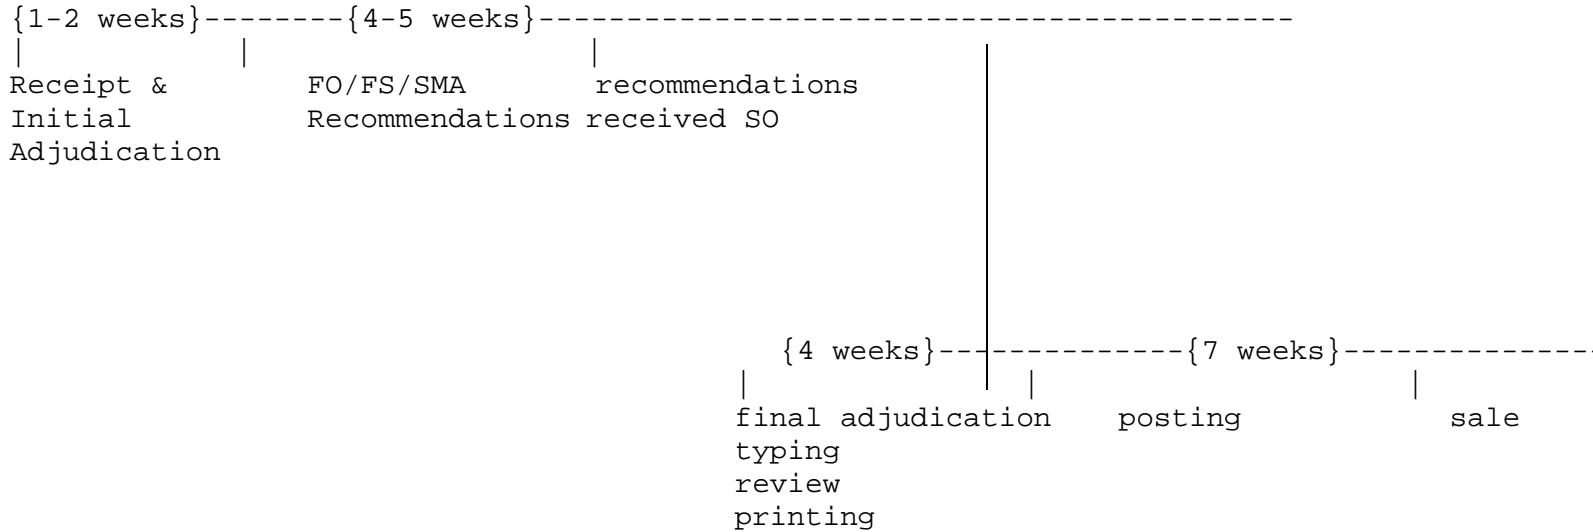 {1-2 weeks}--------{4-5 weeks}-------------------------------------------
| | |
Receipt & FO/FS/SMA recommendations
Initial Recommendations received SO
Adjudication
{4 weeks}--------------{7 weeks}---------------
| | |
final adjudication posting sale
typing
review
printing